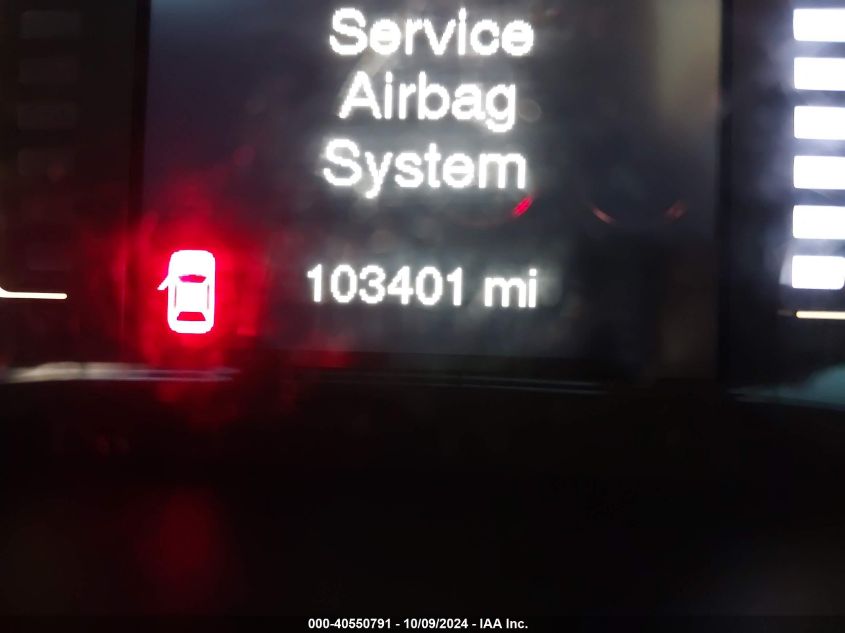 Service
Airbag
System
103401 mi
000-40550791 - 10/09/2024 - IAA Inc.